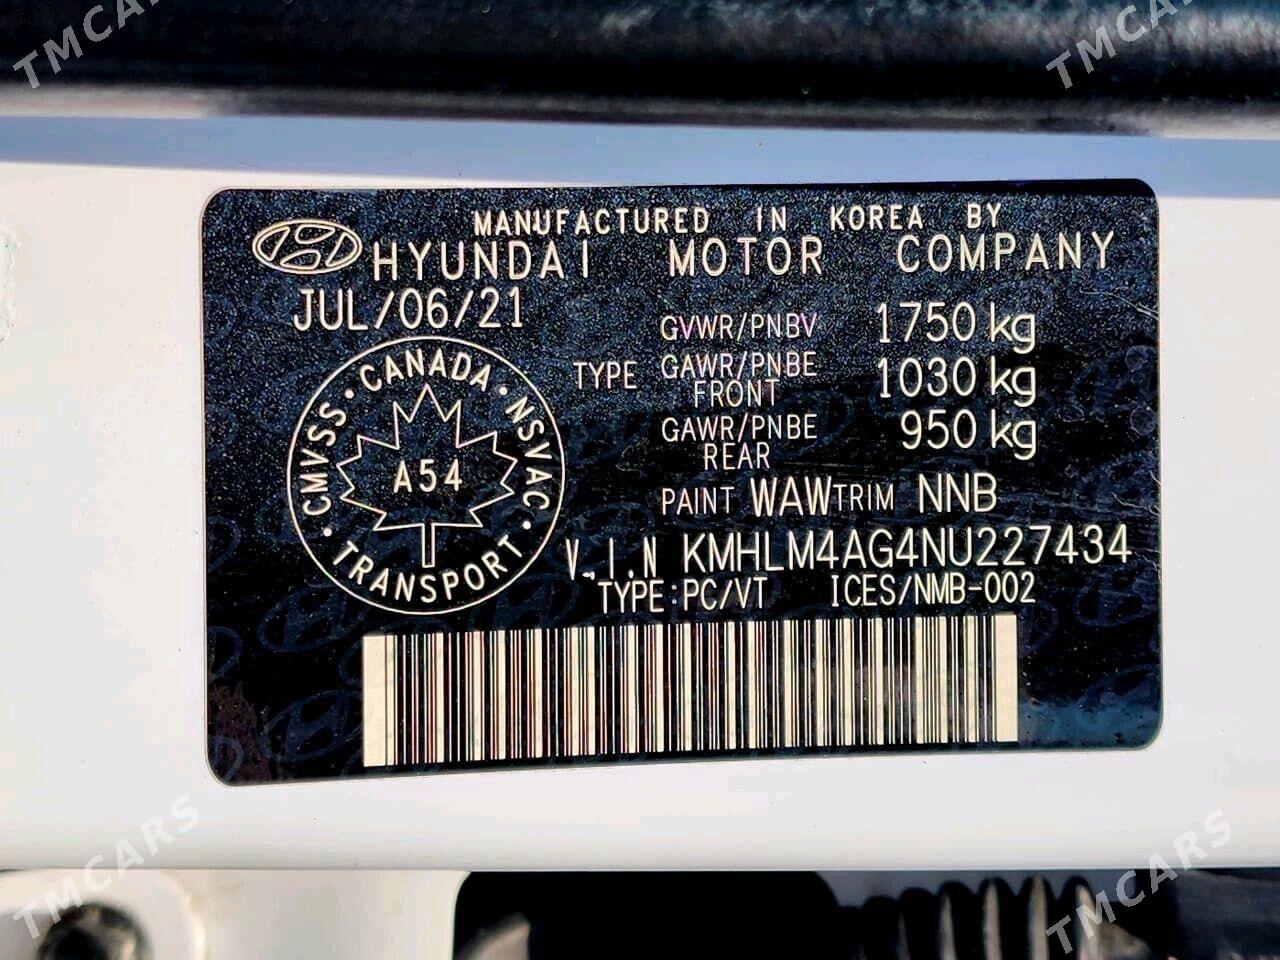 TMCARS
TMCARS
MANUFACTURED IN KOREA BY
HYUNDAI MOTOR COMPANY
JUL/06/21
GVWR/PNBV 1750 kg
TYPE GAWR/PNBE FRONT 1030 kg
GAWR/PNBE REAR 950 kg
CMVSS · CANADA · NSVAC · TRANSPORT ·
A54
PAINT WAW TRIM NNB
V.I.N KMHLM4AG4NU227434
TYPE:PC/VT ICES/NMB-002
TMCARS
TMCARS